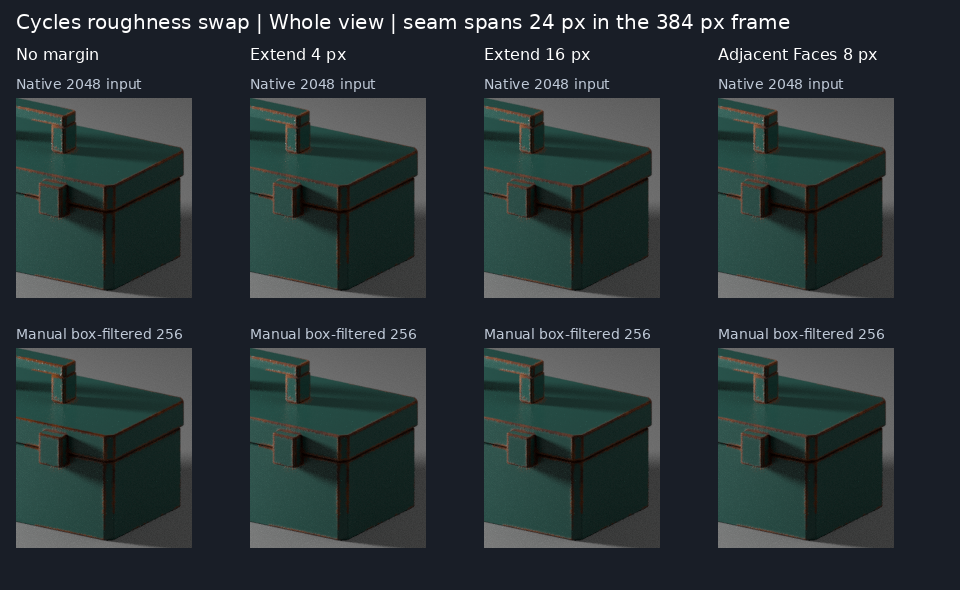 Cycles roughness swap | Whole view | seam spans 24 px in the 384 px frame
No margin
Extend 4 px
Extend 16 px
Adjacent Faces 8 px
Native 2048 input
Native 2048 input
Native 2048 input
Native 2048 input
Manual box-filtered 256
Manual box-filtered 256
Manual box-filtered 256
Manual box-filtered 256